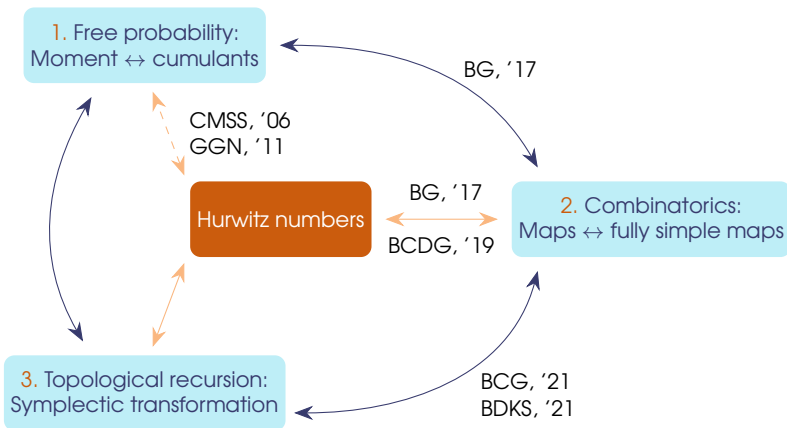 1. Free probability:
Moment ↔ cumulants
BG, '17
CMSS, '06
GGN, '11
Hurwitz numbers
BG, '17
BCDG, '19
2. Combinatorics:
Maps ↔ fully simple maps
3. Topological recursion:
Symplectic transformation
BCG, '21
BDKS, '21